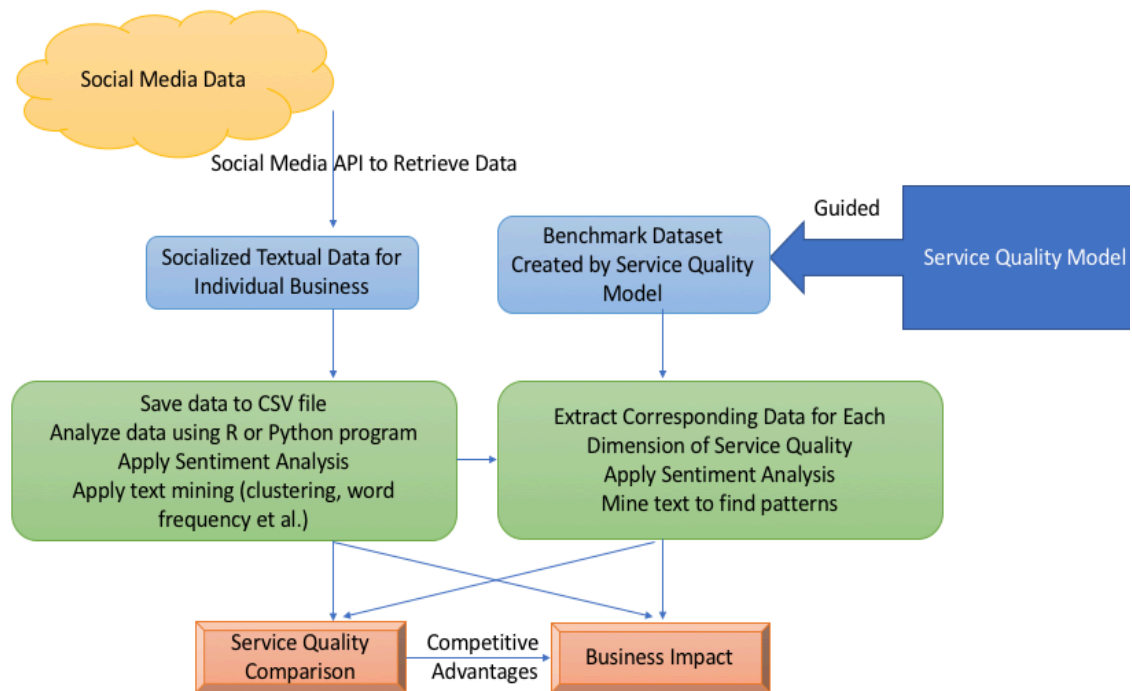 Social Media Data
Social Media API to Retrieve Data
Guided
Service Quality Model
Socialized Textual Data for
Individual Business
Benchmark Dataset
Created by Service Quality
Model
Save data to CSV file
Analyze data using R or Python program
Apply Sentiment Analysis
Apply text mining (clustering, word
frequency et al.)
Extract Corresponding Data for Each
Dimension of Service Quality
Apply Sentiment Analysis
Mine text to find patterns
Service Quality
Comparison
Competitive
Advantages
Business Impact